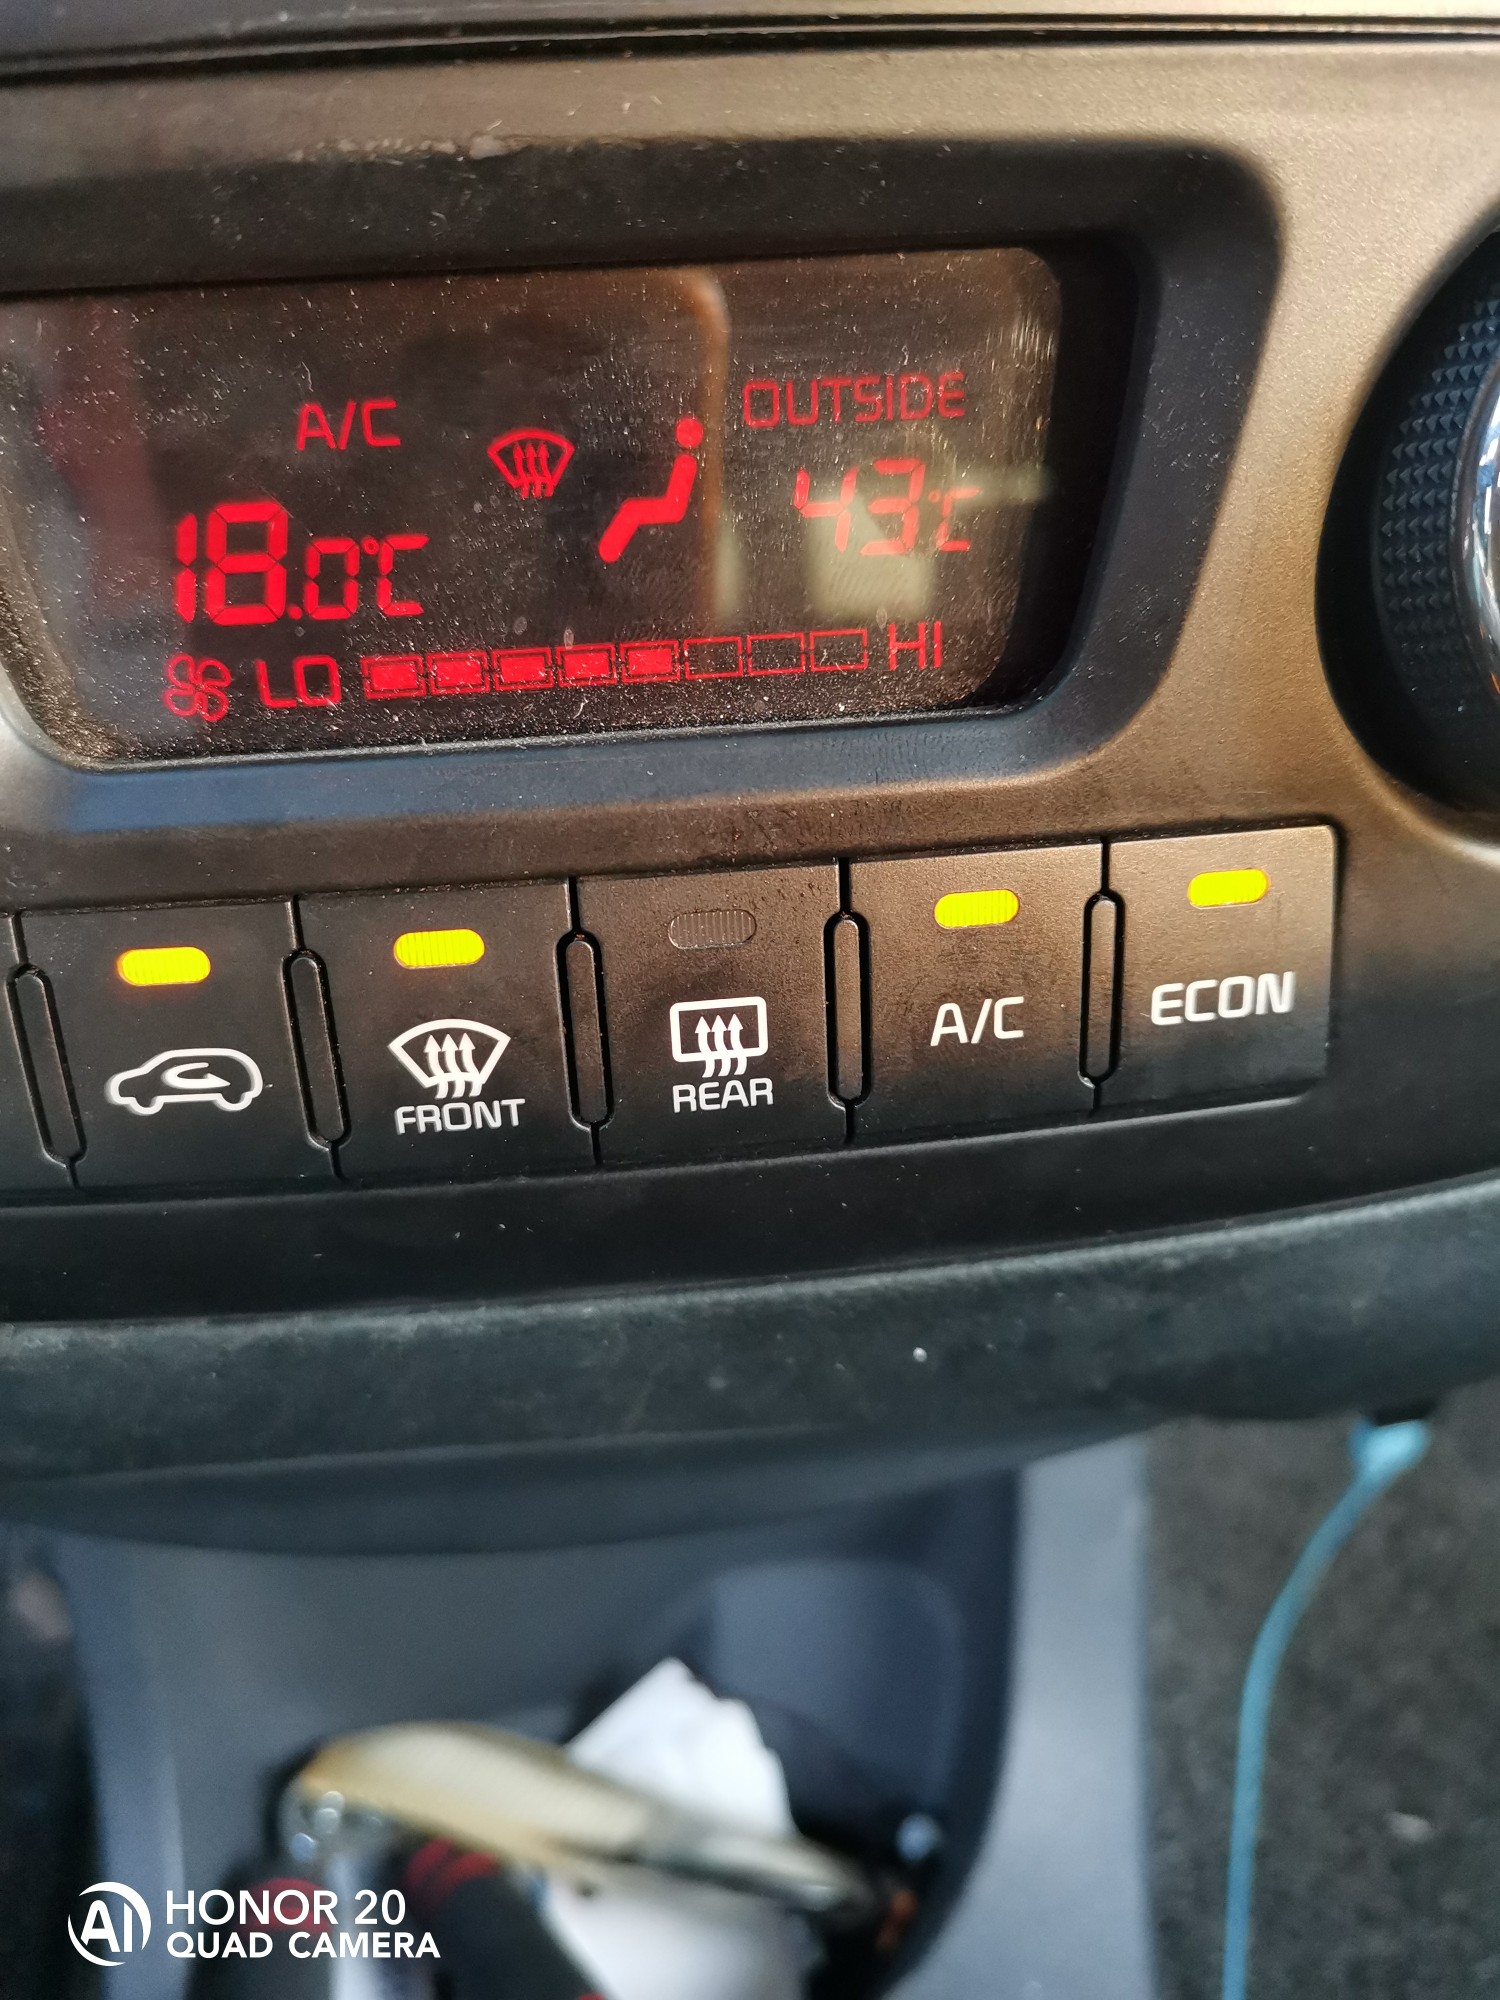 A/C
OUTSIDE
18.0°C
43°C
LO
HI
FRONT
REAR
A/C
ECON
HONOR 20
QUAD CAMERA